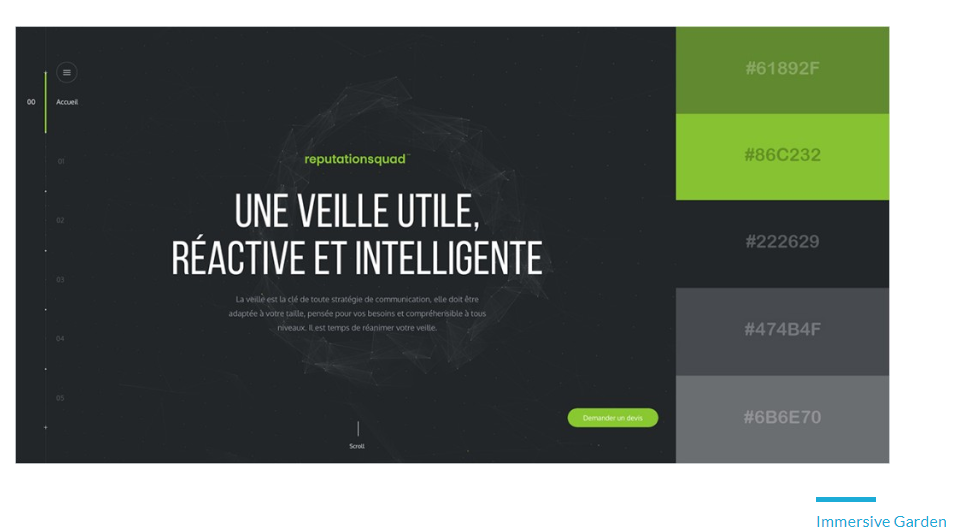 00
Accueil
01
02
03
04
05
reputationsquad™
UNE VEILLE UTILE,
RÉACTIVE ET INTELLIGENTE
La veille est la clé de toute stratégie de communication, elle doit être
adaptée à votre taille, pensée pour vos besoins et compréhensible à tous
niveaux. Il est temps de réanimer votre veille.
Demander un devis
Scroll
#61892F
#86C232
#222629
#474B4F
#6B6E70
Immersive Garden